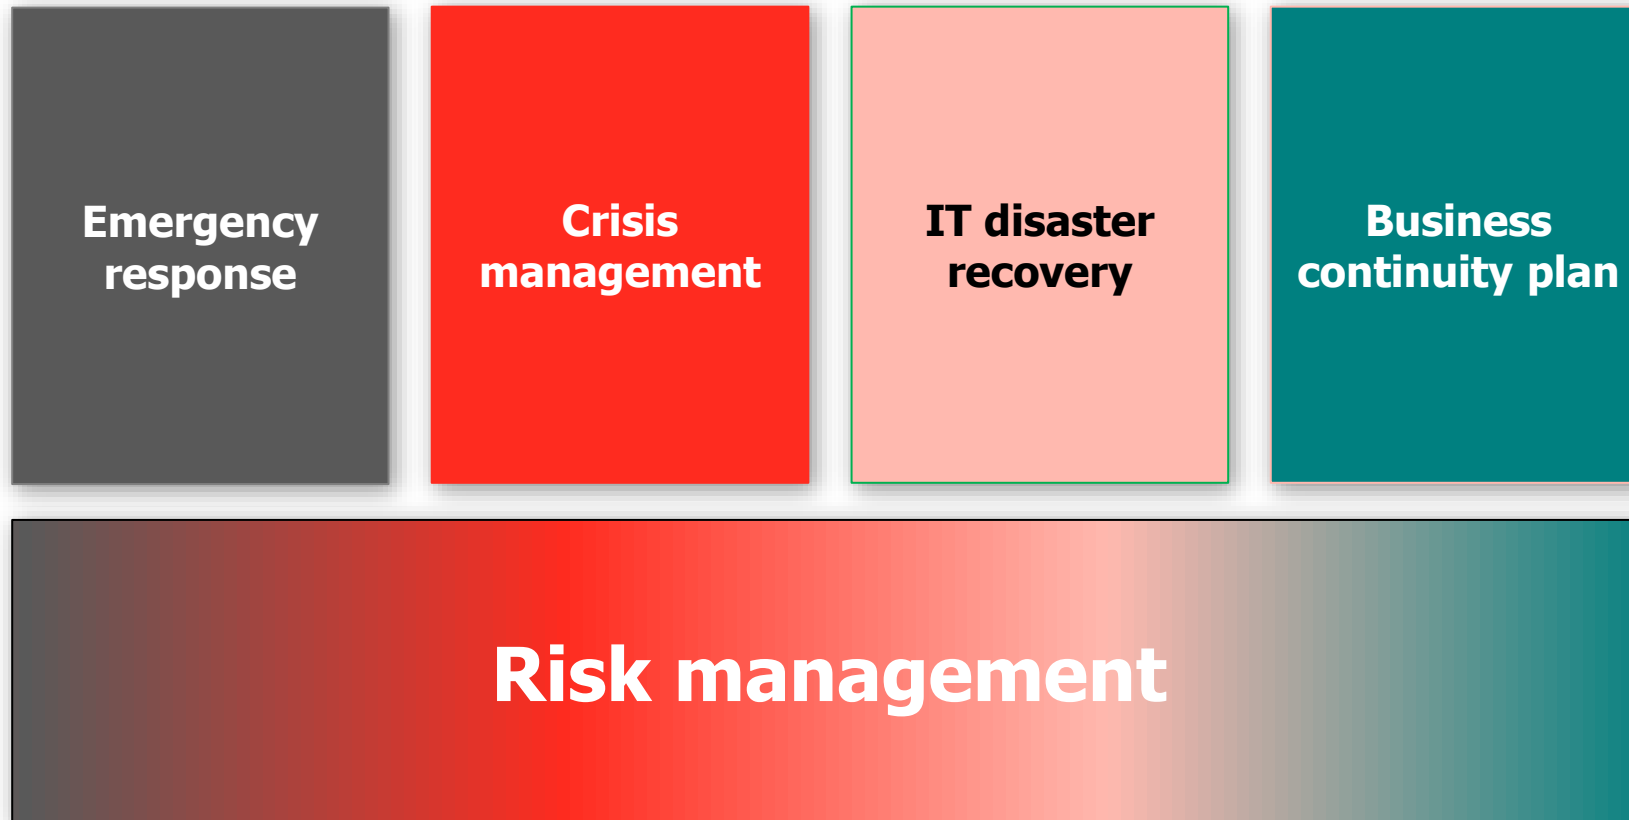 Emergency
response
Crisis
management
IT disaster
recovery
Business
continuity plan
Risk management